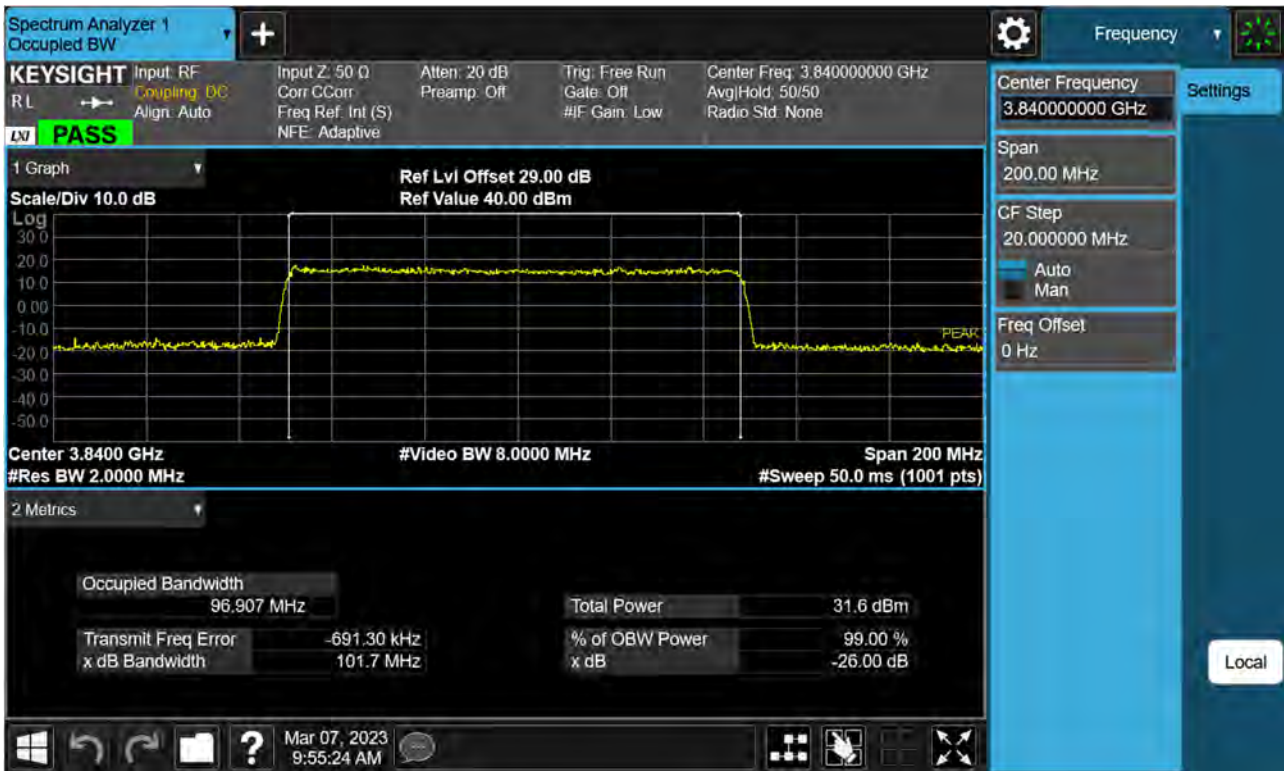 Spectrum Analyzer 1
Occupied BW
+
Frequency
KEYSIGHT
R L
LXI
PASS
Input: RF
Coupling: DC
Align: Auto
Input Z: 50 Ω
Corr CCorr
Freq Ref: Int (S)
NFE: Adaptive
Atten: 20 dB
Preamp: Off
Trig: Free Run
Gate: Off
#IF Gain: Low
Center Freq: 3.840000000 GHz
Avg|Hold: 50/50
Radio Std: None
1 Graph
Scale/Div 10.0 dB
Ref Lvl Offset 29.00 dB
Ref Value 40.00 dBm
Log
30.0
20.0
10.0
0.00
-10.0
-20.0
-30.0
-40.0
-50.0
PEAK
Center 3.8400 GHz
#Video BW 8.0000 MHz
Span 200 MHz
#Res BW 2.0000 MHz
#Sweep 50.0 ms (1001 pts)
2 Metrics
Occupied Bandwidth
96.907 MHz
Total Power 31.6 dBm
Transmit Freq Error -691.30 kHz
% of OBW Power 99.00 %
x dB Bandwidth 101.7 MHz
x dB -26.00 dB
?
Mar 07, 2023
9:55:24 AM
Center Frequency
3.840000000 GHz
Settings
Span
200.00 MHz
CF Step
20.000000 MHz
Auto
Man
Freq Offset
0 Hz
Local